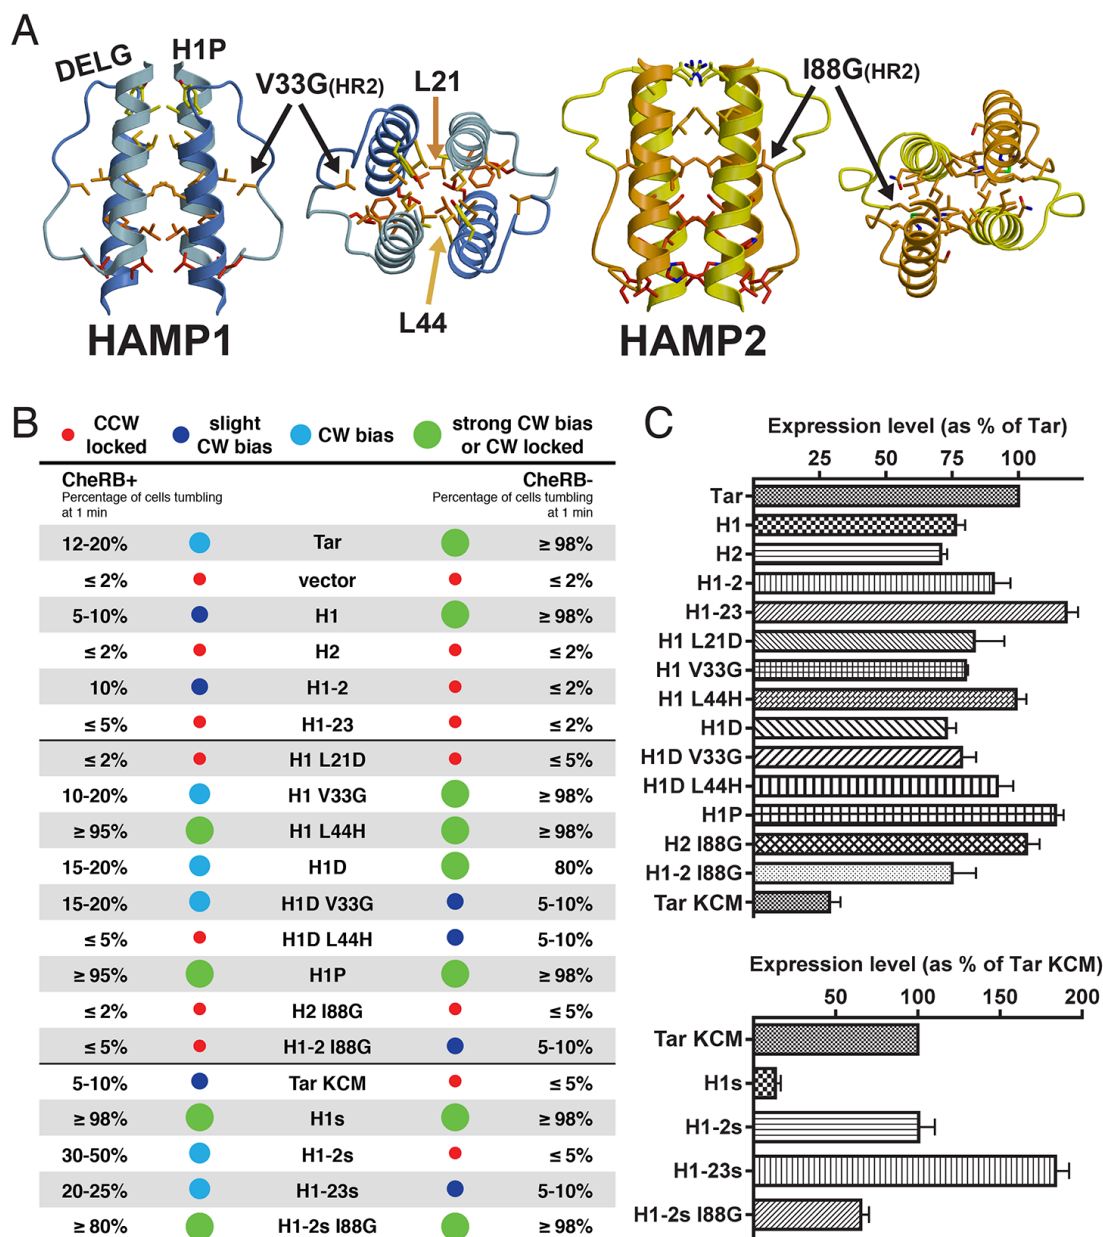 A
DELG
H1P
V33G(HR2)
L21
L44
HAMP1
I88G(HR2)
HAMP2
B
CCW locked
slight CW bias
CW bias
strong CW bias or CW locked
CheRB+
Percentage of cells tumbling at 1 min
CheRB-
Percentage of cells tumbling at 1 min
12-20% Tar ≥ 98%
≤ 2% vector ≤ 2%
5-10% H1 ≥ 98%
≤ 2% H2 ≤ 2%
10% H1-2 ≤ 2%
≤ 5% H1-23 ≤ 2%
≤ 2% H1 L21D ≤ 5%
10-20% H1 V33G ≥ 98%
≥ 95% H1 L44H ≥ 98%
15-20% H1D 80%
15-20% H1D V33G 5-10%
≤ 5% H1D L44H 5-10%
≥ 95% H1P ≥ 98%
≤ 2% H2 I88G ≤ 5%
≤ 5% H1-2 I88G 5-10%
5-10% Tar KCM ≤ 5%
≥ 98% H1s ≥ 98%
30-50% H1-2s ≤ 5%
20-25% H1-23s 5-10%
≥ 80% H1-2s I88G ≥ 98%
C
Expression level (as % of Tar)
25 50 75 100
Tar
H1
H2
H1-2
H1-23
H1 L21D
H1 V33G
H1 L44H
H1D
H1D V33G
H1D L44H
H1P
H2 I88G
H1-2 I88G
Tar KCM
Expression level (as % of Tar KCM)
50 100 150 200
Tar KCM
H1s
H1-2s
H1-23s
H1-2s I88G